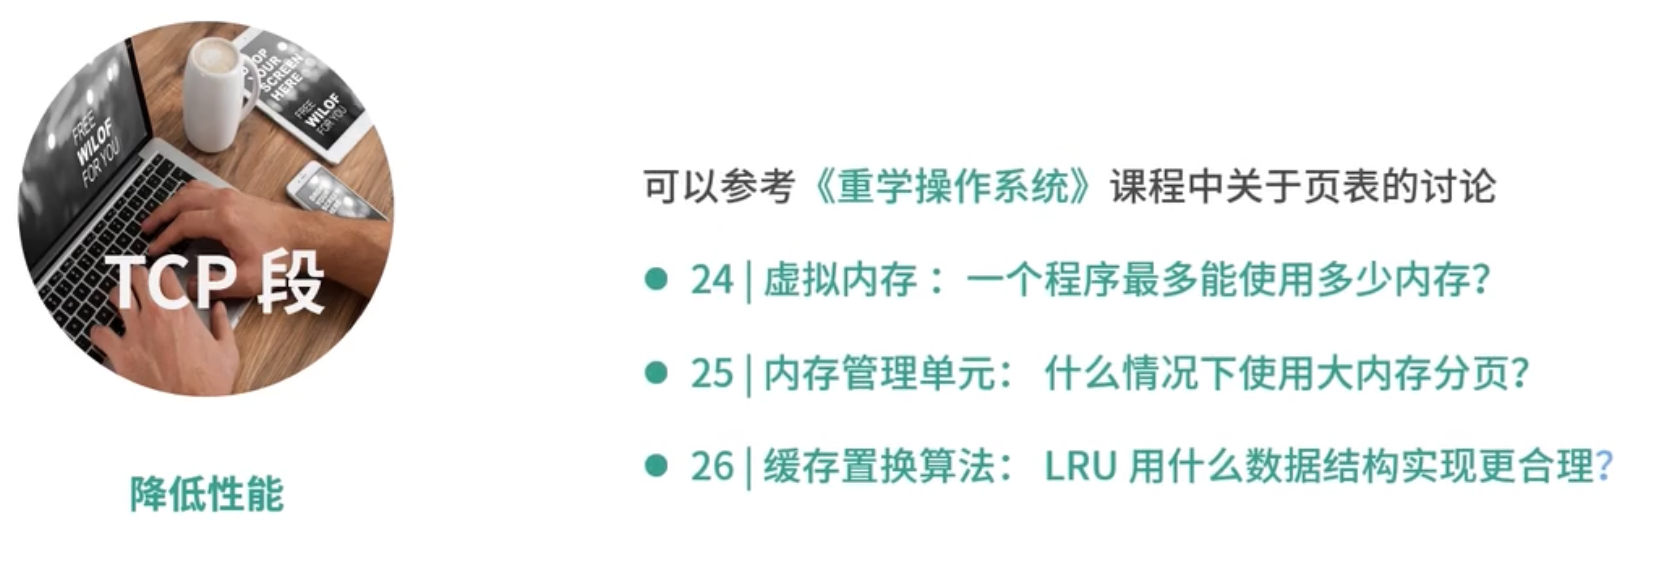 FREE
WILOF
FOR YOU
OUR
SCREEN
HERE
FREE
WILOF
FOR YOU
TCP 段
降低性能
可以参考《重学操作系统》课程中关于页表的讨论
● 24 | 虚拟内存 ：一个程序最多能使用多少内存？
● 25 | 内存管理单元： 什么情况下使用大内存分页？
● 26 | 缓存置换算法： LRU 用什么数据结构实现更合理？